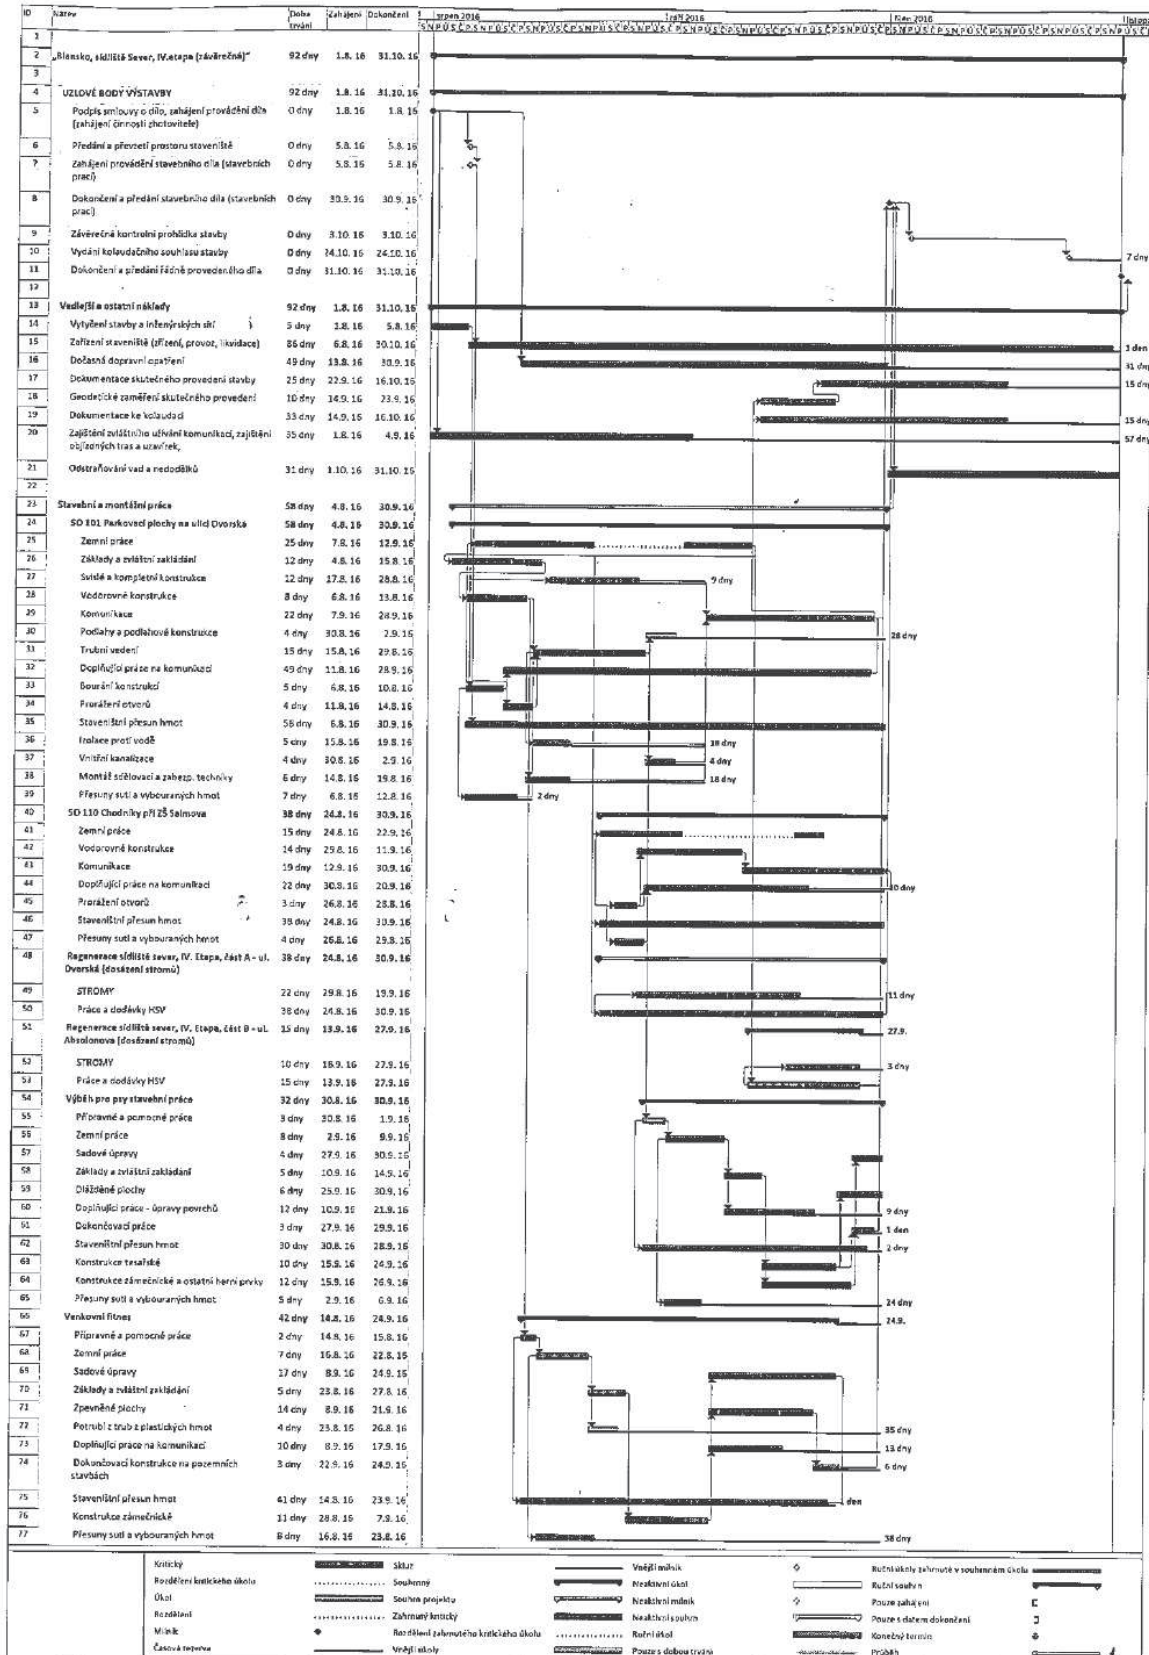 ID Název Doba trvání Zahájení Dokončení srpen 2016 září 2016 říjen 2016
1
2 „Blansko, sídliště Sever, IV.etapa (závěrečná)" 92 dny 1.8. 16 31.10. 16
3
4 UZLOVÉ BODY VÝSTAVBY 92 dny 1.8. 16 31.10. 16
5 Podpis smlouvy o dílo, zahájení provádění díla 0 dny 1.8. 16 1.8. 16
(zahájení činnosti zhotovitele)
6 Předání a převzetí prostoru staveniště 0 dny 5.8. 16 5.8. 16
7 Zahájení provádění stavebního díla (stavebních 0 dny 5.8. 16 5.8. 16
prací)
8 Dokončení a předání stavebního díla (stavebních 0 dny 30.9. 16 30.9. 16
prací)
9 Závěrečná kontrolní prohlídka stavby 0 dny 3.10. 16 3.10. 16
10 Vydání kolaudačního souhlasu stavby 0 dny 24.10. 16 24.10. 16 7 dny
11 Dokončení a předání řádně provedeného díla 0 dny 31.10. 16 31.10. 16
12
13 Vedlejší a ostatní náklady 92 dny 1.8. 16 31.10. 16
14 Vytyčení stavby a inženýrských sítí 5 dny 1.8. 16 5.8. 16
15 Zařízení staveniště (zřízení, provoz, likvidace) 86 dny 6.8. 16 30.10. 16 1 den
16 Dočasná dopravní opatření 49 dny 13.8. 16 30.9. 16 31 dny
17 Dokumentace skutečného provedení stavby 25 dny 22.9. 16 16.10. 16 15 dny
18 Geodetické zaměření skutečného provedení 10 dny 14.9. 16 23.9. 16
19 Dokumentace ke kolaudaci 33 dny 14.9. 16 16.10. 16 15 dny
20 Zajištění zvláštního užívání komunikací, zajištění 35 dny 1.8. 16 4.9. 16 57 dny
objízdných tras a uzavírek,
21 Odstraňování vad a nedodělků 31 dny 1.10. 16 31.10. 16
22
23 Stavební a montážní práce 58 dny 4.8. 16 30.9. 16
24 SO 101 Parkovací plochy na ulici Dvorská 58 dny 4.8. 16 30.9. 16
25 Zemní práce 25 dny 7.8. 16 12.9. 16
26 Základy a zvláštní zakládání 12 dny 4.8. 16 15.8. 16
27 Svislé a kompletní konstrukce 12 dny 17.8. 16 28.8. 16 9 dny
28 Vodorovné konstrukce 8 dny 6.8. 16 13.8. 16
29 Komunikace 22 dny 7.9. 16 28.9. 16
30 Podlahy a podlahové konstrukce 4 dny 30.8. 16 2.9. 16 28 dny
31 Trubní vedení 15 dny 15.8. 16 29.8. 16
32 Doplňující práce na komunikaci 49 dny 11.8. 16 28.9. 16
33 Bourání konstrukcí 5 dny 6.8. 16 10.8. 16
34 Prorážení otvorů 4 dny 11.8. 16 14.8. 16
35 Staveništní přesun hmot 56 dny 6.8. 16 30.9. 16
36 Izolace proti vodě 5 dny 15.8. 16 19.8. 16 18 dny
37 Vnitřní kanalizace 4 dny 30.8. 16 2.9. 16 4 dny
38 Montáž sdělovací a zabezp. techniky 6 dny 14.8. 16 19.8. 16 18 dny
39 Přesuny suti a vybouraných hmot 7 dny 6.8. 16 12.8. 16 2 dny
40 SO 110 Chodníky při ZŠ Salmova 38 dny 24.8. 16 30.9. 16
41 Zemní práce 15 dny 24.8. 16 22.9. 16
42 Vodorovné konstrukce 14 dny 29.8. 16 11.9. 16
43 Komunikace 19 dny 12.9. 16 30.9. 16
44 Doplňující práce na komunikaci 22 dny 30.8. 16 20.9. 16 10 dny
45 Prorážení otvorů 3 dny 26.8. 16 28.8. 16
46 Staveništní přesun hmot 38 dny 24.8. 16 30.9. 16
47 Přesuny suti a vybouraných hmot 4 dny 26.8. 16 29.8. 16
48 Regenerace sídliště sever, IV. Etapa, část A - ul. 38 dny 24.8. 16 30.9. 16
Dvorská (dosázení stromů)
49 STROMY 22 dny 29.8. 16 19.9. 16 11 dny
50 Práce a dodávky HSV 38 dny 24.8. 16 30.9. 16
51 Regenerace sídliště sever, IV. Etapa, část B - ul. 15 dny 13.9. 16 27.9. 16 27.9.
Absolonova (dosázení stromů)
52 STROMY 10 dny 18.9. 16 27.9. 16 3 dny
53 Práce a dodávky HSV 15 dny 13.9. 16 27.9. 16
54 Výběh pro psy stavební práce 32 dny 30.8. 16 30.9. 16
55 Přípravné a pomocné práce 3 dny 30.8. 16 1.9. 16
56 Zemní práce 8 dny 2.9. 16 9.9. 16
57 Sadové úpravy 4 dny 27.9. 16 30.9. 16
58 Základy a zvláštní zakládání 5 dny 10.9. 16 14.9. 16
59 Dlážděné plochy 6 dny 25.9. 16 30.9. 16
60 Doplňující práce - úpravy povrchů 12 dny 10.9. 16 21.9. 16 9 dny
61 Dokončovací práce 3 dny 27.9. 16 29.9. 16 1 den
62 Staveništní přesun hmot 30 dny 30.8. 16 28.9. 16 2 dny
63 Konstrukce tesařské 10 dny 15.9. 16 24.9. 16
64 Konstrukce zámečnické a ostatní herní prvky 12 dny 15.9. 16 26.9. 16
65 Přesuny suti a vybouraných hmot 5 dny 2.9. 16 6.9. 16 24 dny
66 Venkovní fitnes 42 dny 14.8. 16 24.9. 16 24.9.
67 Přípravné a pomocné práce 2 dny 14.8. 16 15.8. 16
68 Zemní práce 7 dny 16.8. 16 22.8. 16
69 Sadové úpravy 17 dny 8.9. 16 24.9. 16
70 Základy a zvláštní zakládání 5 dny 23.8. 16 27.8. 16
71 Zpevněné plochy 14 dny 8.9. 16 21.9. 16
72 Potrubí z trub z plastických hmot 4 dny 23.8. 16 26.8. 16 35 dny
73 Doplňující práce na komunikací 10 dny 8.9. 16 17.9. 16 13 dny
74 Dokončovací konstrukce na pozemních 3 dny 22.9. 16 24.9. 16 6 dny
stavbách
75 Staveništní přesun hmot 41 dny 14.8. 16 23.9. 16 den
76 Konstrukce zámečnické 11 dny 28.8. 16 7.9. 16
77 Přesuny suti a vybouraných hmot 8 dny 16.8. 16 23.8. 16 38 dny
Kritický Skluz Vnější milník Ruční úkoly zahrnuté v souhrnném úkolu
Rozdělení kritického úkolu Souhrnný Neaktivní úkol Ruční souhrn
Úkol Souhrn projektu Neaktivní milník Pouze zahájení
Rozdělení Zahrnutý kritický Neaktivní souhrn Pouze s datem dokončení
Milník Rozdělení zahrnutého kritického úkolu Ruční úkol Konečný termín
Časová rezerva Vnější úkoly Pouze s dobou trvání Průběh